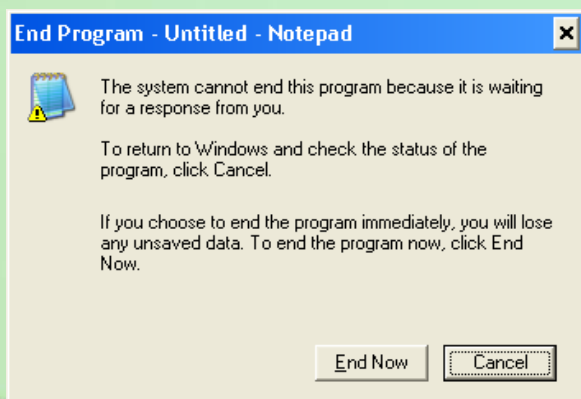 End Program - Untitled - Notepad
The system cannot end this program because it is waiting
for a response from you.
To return to Windows and check the status of the
program, click Cancel.
If you choose to end the program immediately, you will lose
any unsaved data. To end the program now, click End
Now.
End Now
Cancel